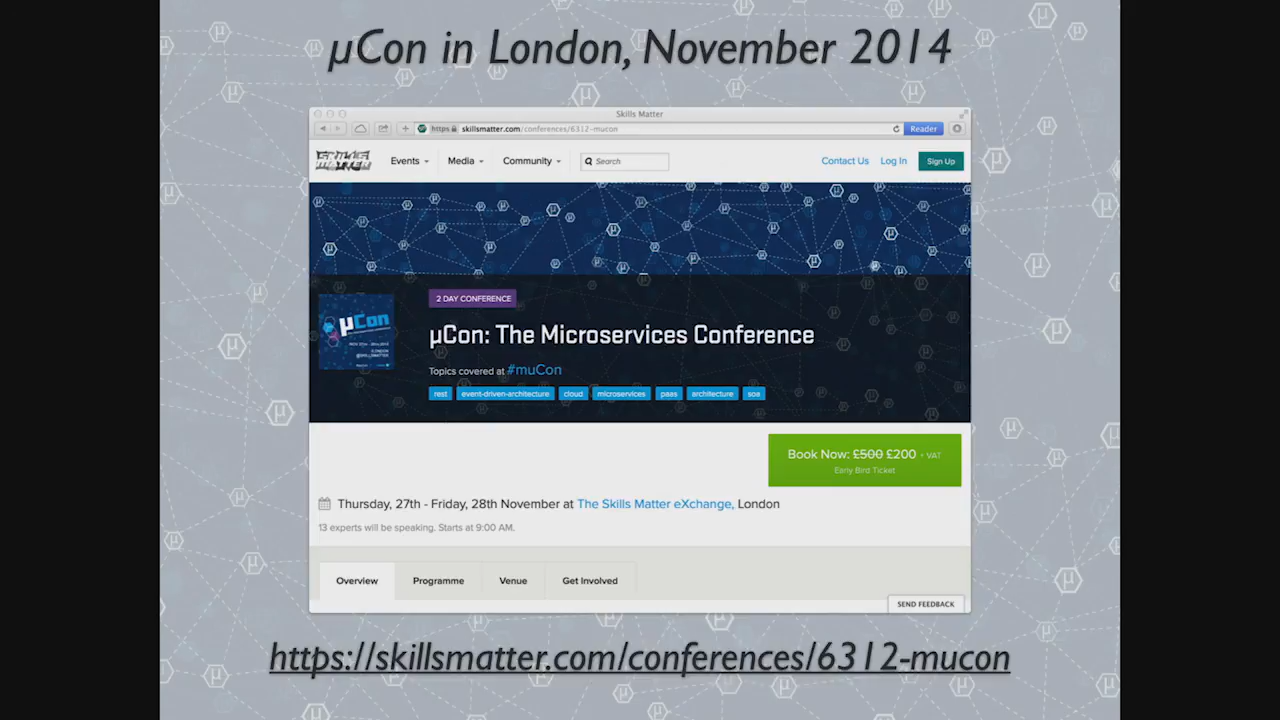 µCon in London, November 2014
Skills Matter
https skillsmatter.com/conferences/6312-mucon
Reader
SKILLS MATTER
Events
Media
Community
Search
Contact Us
Log In
Sign Up
2 DAY CONFERENCE
µCon
µCon: The Microservices Conference
Topics covered at #muCon
rest
event-driven-architecture
cloud
microservices
paas
architecture
soa
Book Now: £500 £200 + VAT
Early Bird Ticket
Thursday, 27th - Friday, 28th November at The Skills Matter eXchange, London
13 experts will be speaking. Starts at 9:00 AM.
Overview
Programme
Venue
Get Involved
SEND FEEDBACK
https://skillsmatter.com/conferences/6312-mucon